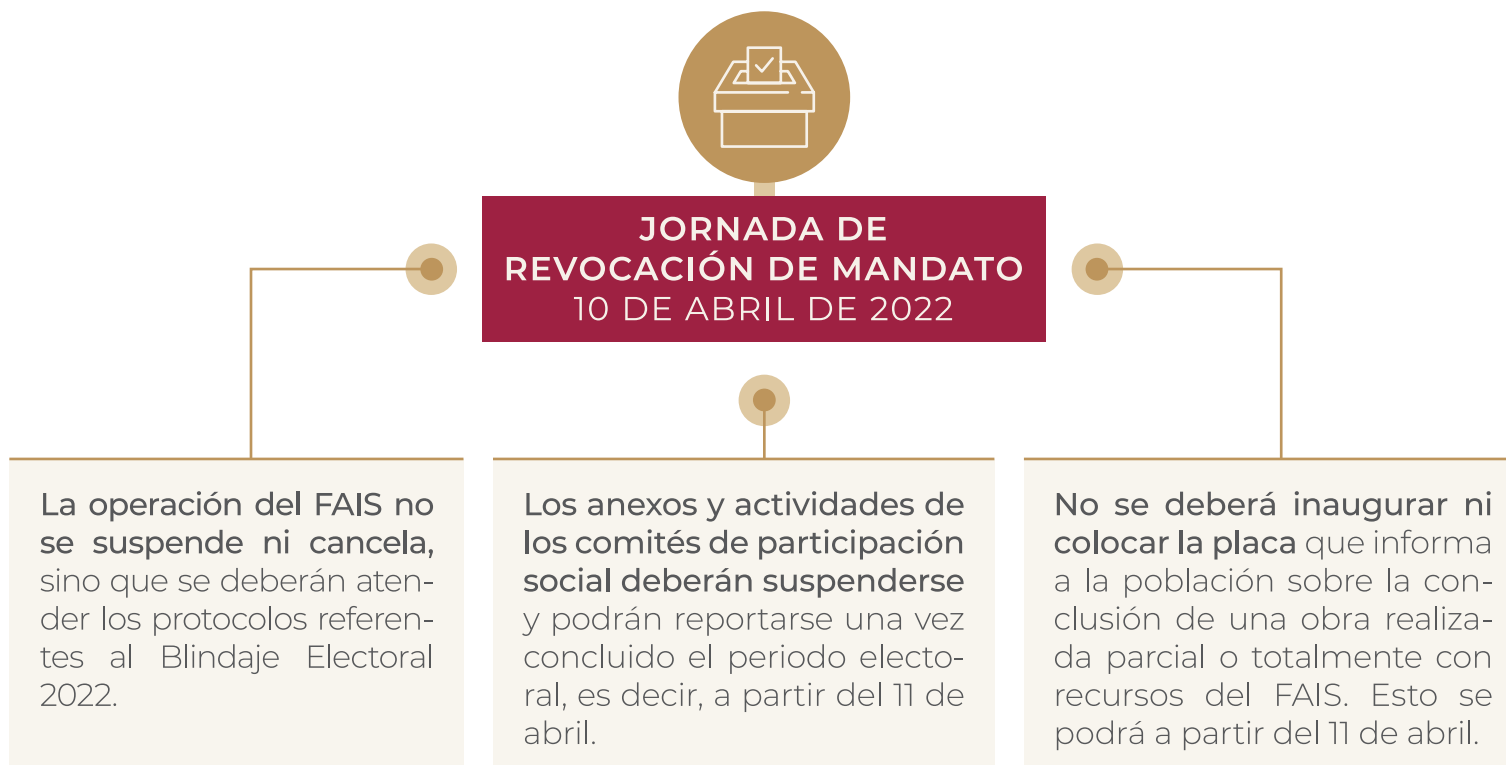 JORNADA DE
REVOCACIÓN DE MANDATO
10 DE ABRIL DE 2022
La operación del FAIS no
se suspende ni cancela,
sino que se deberán aten-
der los protocolos referen-
tes al Blindaje Electoral
2022.
Los anexos y actividades de
los comités de participación
social deberán suspenderse
y podrán reportarse una vez
concluido el periodo electo-
ral, es decir, a partir del 11 de
abril.
No se deberá inaugurar ni
colocar la placa que informa
a la población sobre la con-
clusión de una obra realiza-
da parcial o totalmente con
recursos del FAIS. Esto se
podrá a partir del 11 de abril.